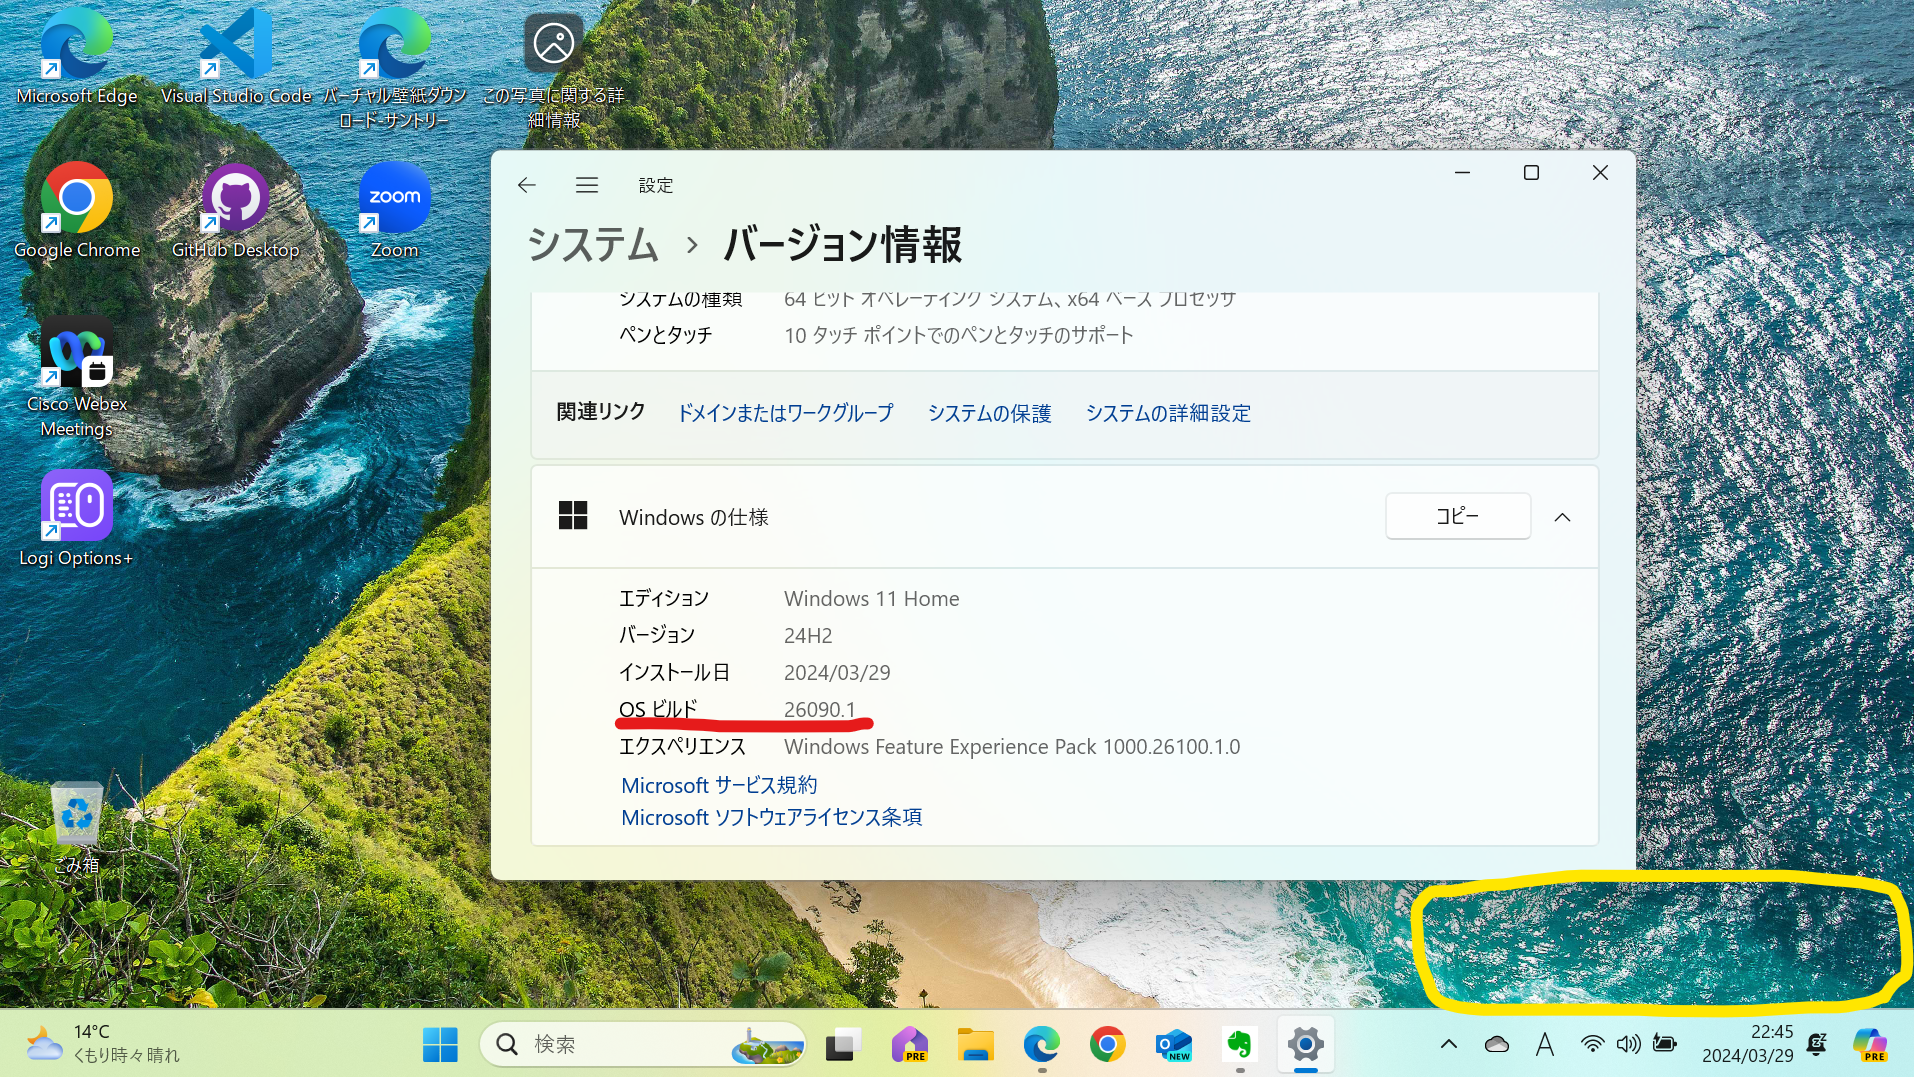 Microsoft Edge
Visual Studio Code
バーチャル壁紙ダウン
ロード-サントリー
この写真に関する詳
細情報
Google Chrome
GitHub Desktop
zoom
Zoom
Cisco Webex
Meetings
Logi Options+
ごみ箱
設定
システム › バージョン情報
システムの種類 64 ビット オペレーティング システム、x64 ベース プロセッサ
ペンとタッチ 10 タッチ ポイントでのペンとタッチのサポート
関連リンク ドメインまたはワークグループ システムの保護 システムの詳細設定
Windows の仕様 コピー
エディション Windows 11 Home
バージョン 24H2
インストール日 2024/03/29
OS ビルド 26090.1
エクスペリエンス Windows Feature Experience Pack 1000.26100.1.0
Microsoft サービス規約
Microsoft ソフトウェアライセンス条項
14°C
くもり時々晴れ
検索
PRE
NEW
A
22:45
2024/03/29
PRE